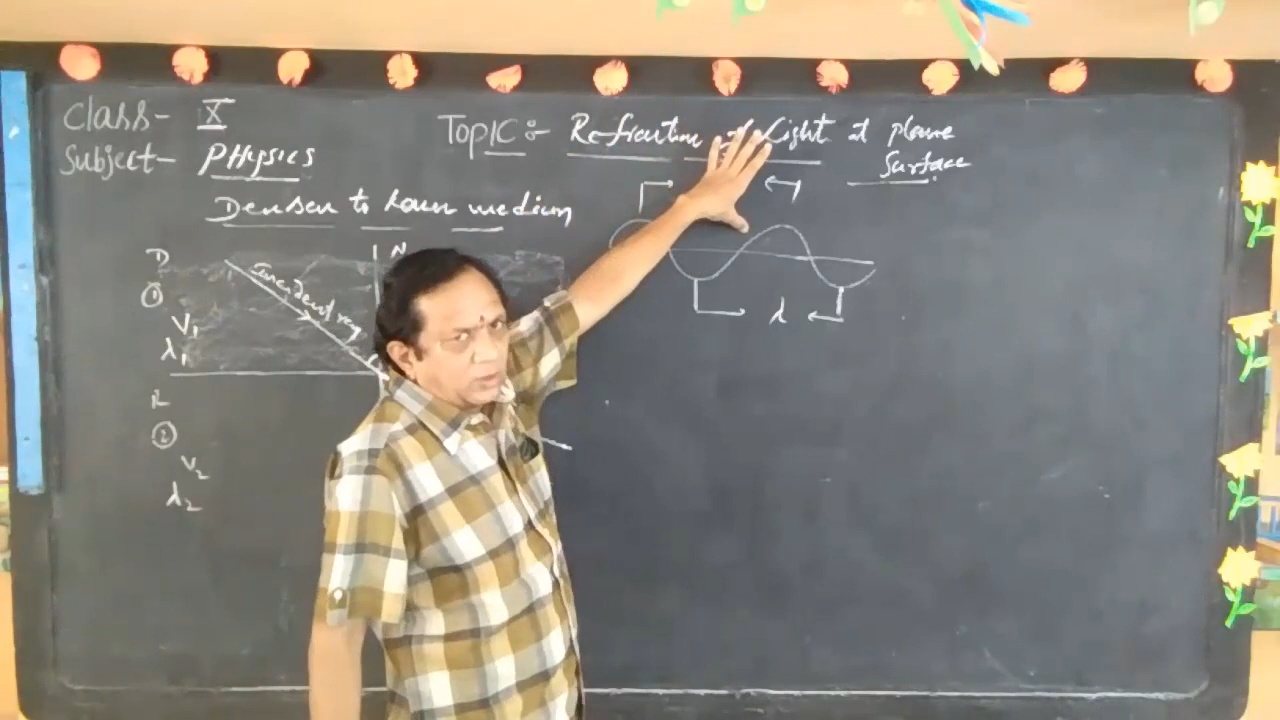 Class- X
Subject- PHysics
TOPIC:- Refraction of Light at plane
Surface
Denser to rarer medium
D N
Incident ray
①
V1
λ1
R
②
V2
λ2
λ